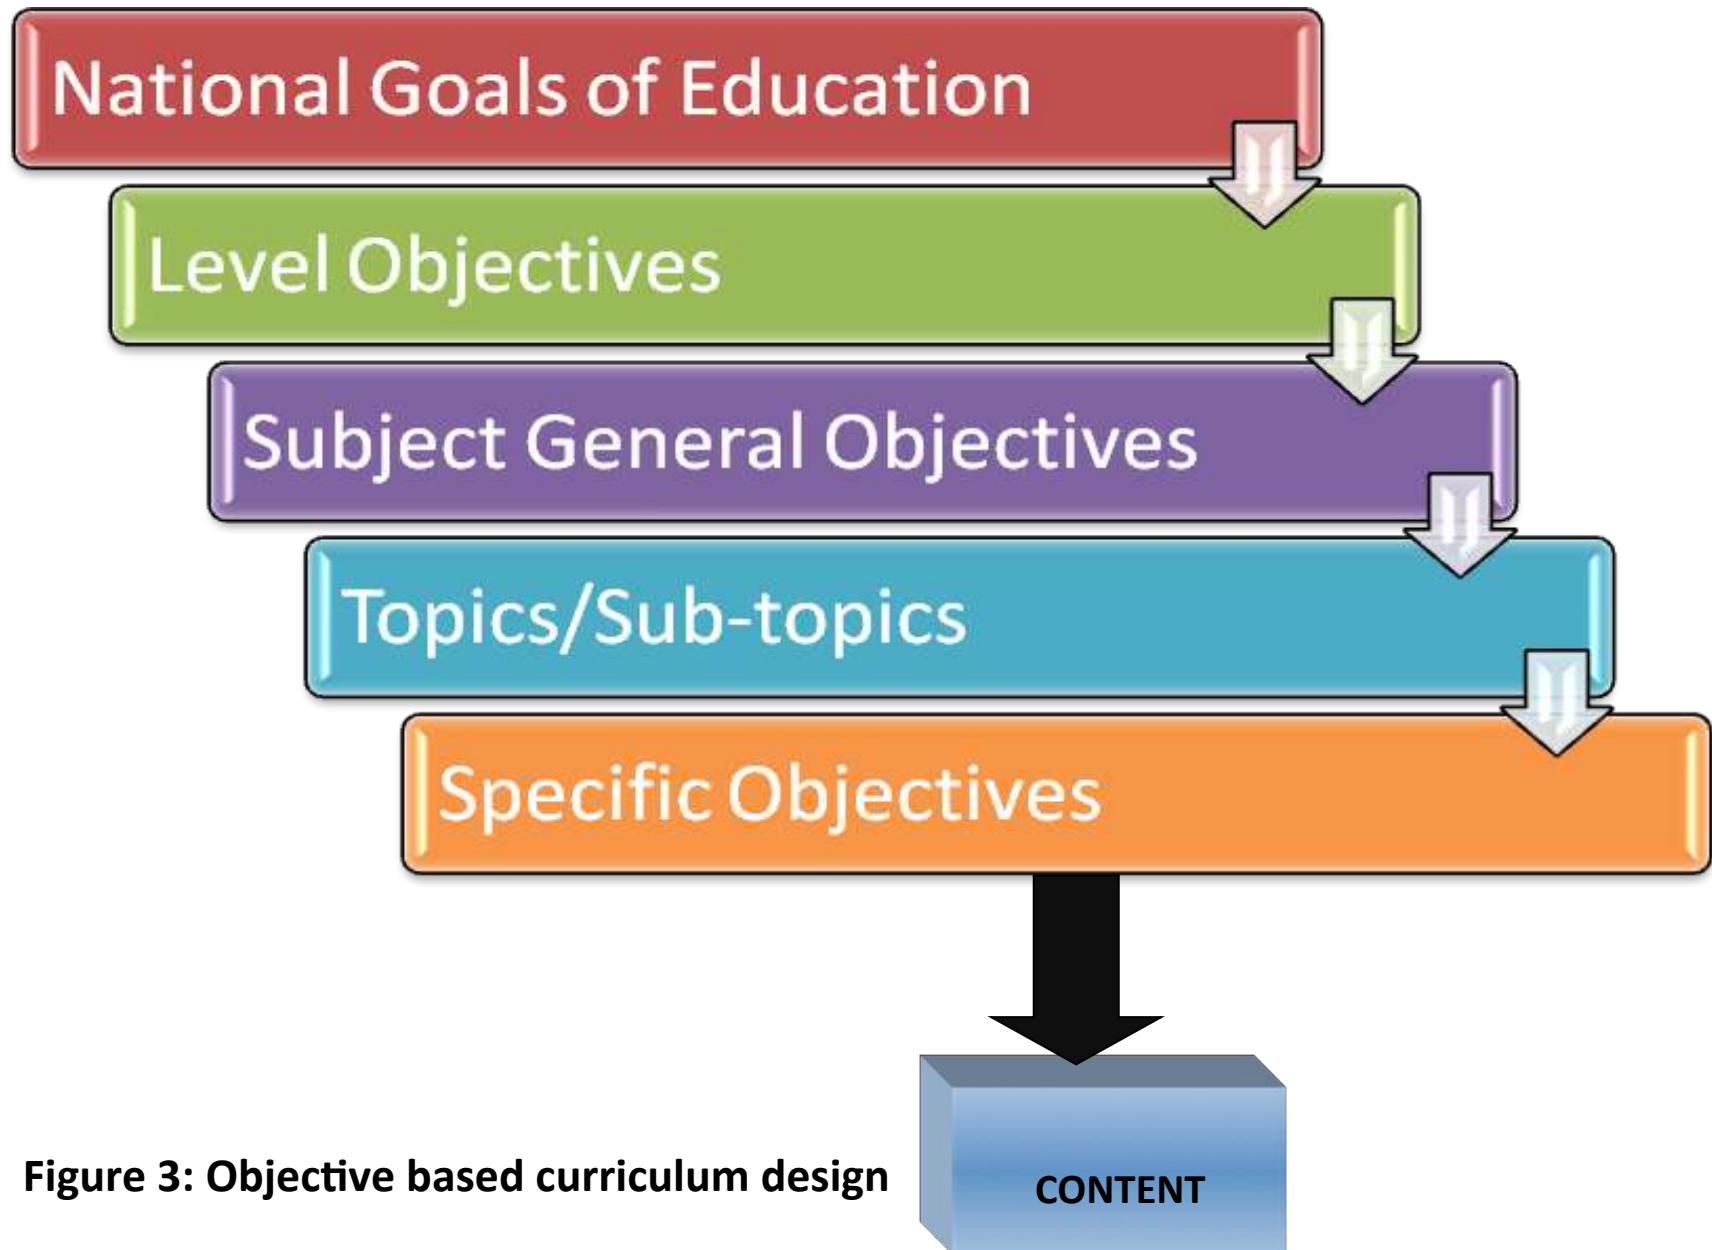 National Goals of Education
Level Objectives
Subject General Objectives
Topics/Sub-topics
Specific Objectives
Figure 3: Objective based curriculum design
CONTENT